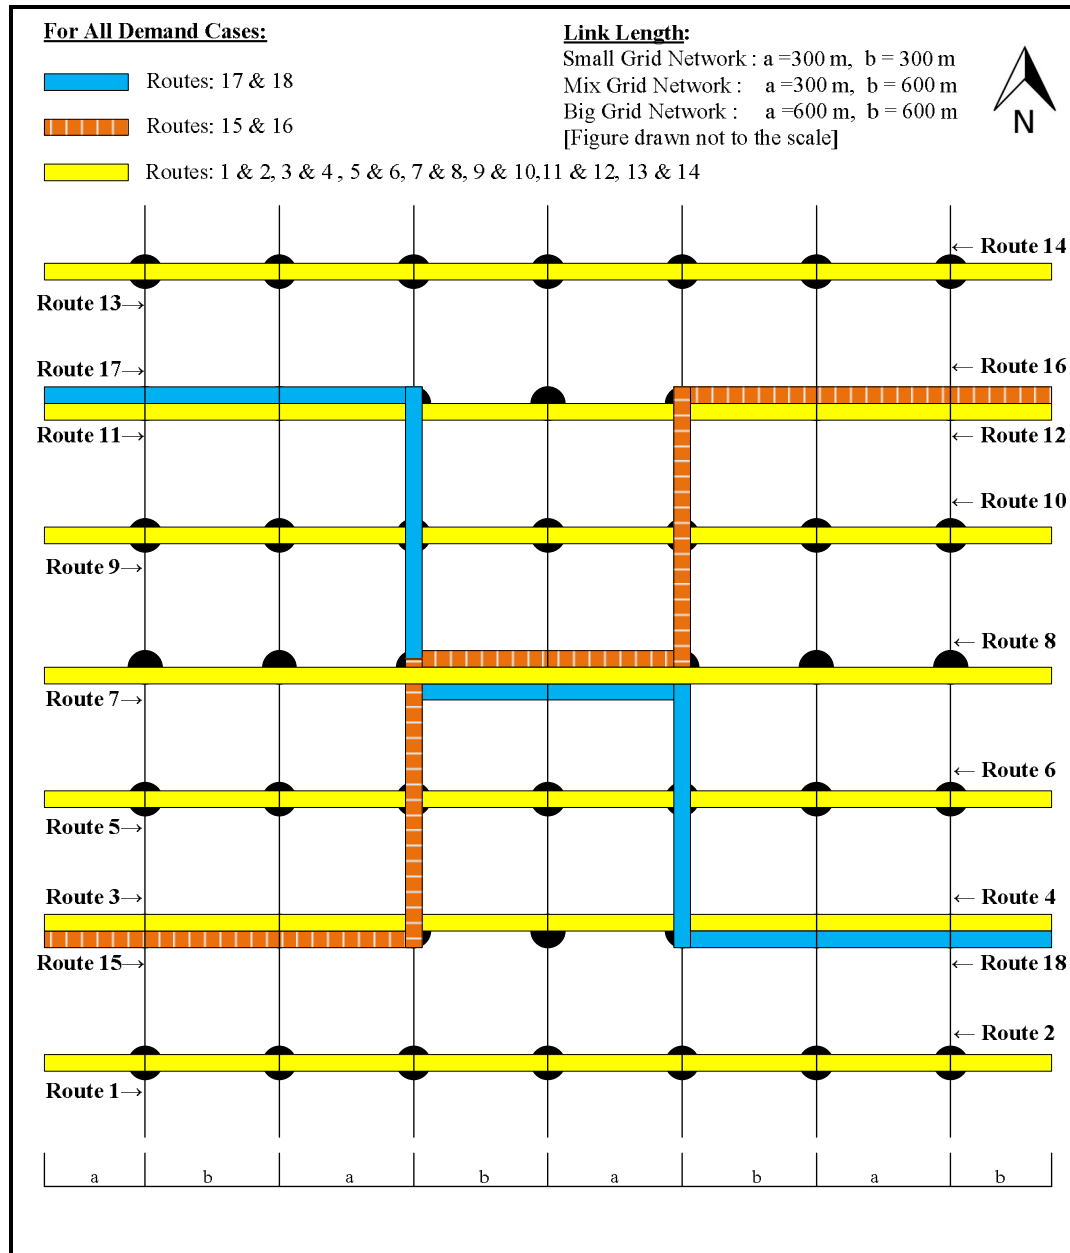 For All Demand Cases:
Routes: 17 & 18
Routes: 15 & 16
Routes: 1 & 2, 3 & 4 , 5 & 6, 7 & 8, 9 & 10,11 & 12, 13 & 14
Link Length:
Small Grid Network : a =300 m, b = 300 m
Mix Grid Network : a =300 m, b = 600 m
Big Grid Network : a =600 m, b = 600 m
[Figure drawn not to the scale]
N
← Route 14
Route 13→
Route 17→
← Route 16
Route 11→
← Route 12
← Route 10
Route 9→
← Route 8
Route 7→
← Route 6
Route 5→
Route 3→
← Route 4
Route 15→
← Route 18
← Route 2
Route 1→
a b a b a b a b